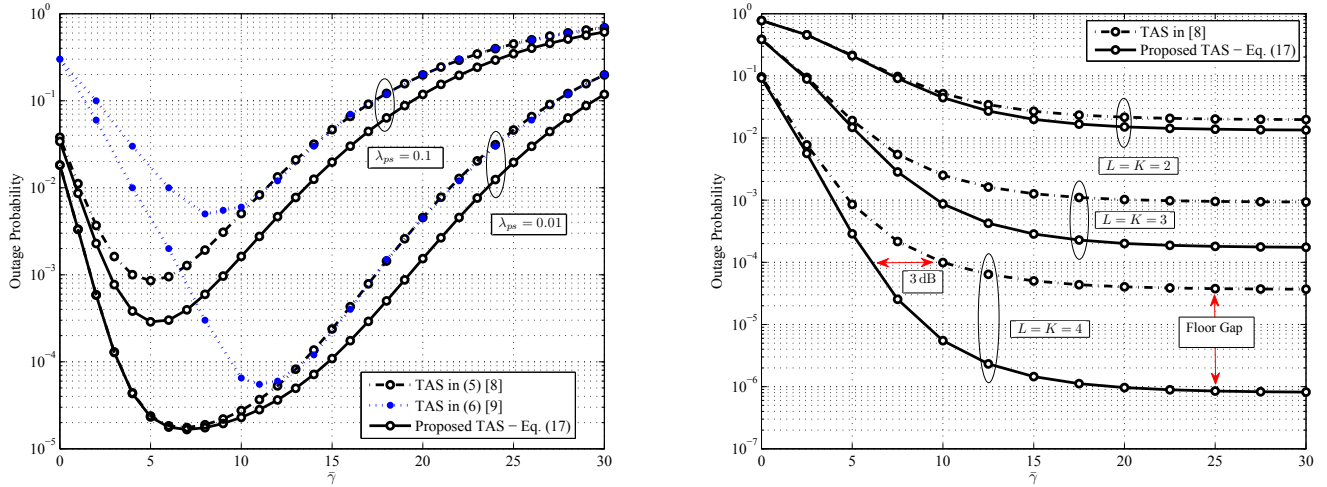 10^0
10^-1
10^-2
10^-3
10^-4
10^-5
Outage Probability
λ_ps = 0.1
λ_ps = 0.01
TAS in (5) [8]
TAS in (6) [9]
Proposed TAS − Eq. (17)
0 5 10 15 20 25 30
γ̄
10^0
10^-1
10^-2
10^-3
10^-4
10^-5
10^-6
10^-7
Outage Probability
TAS in [8]
Proposed TAS − Eq. (17)
L = K = 2
L = K = 3
3 dB
L = K = 4
Floor Gap
0 5 10 15 20 25 30
γ̄